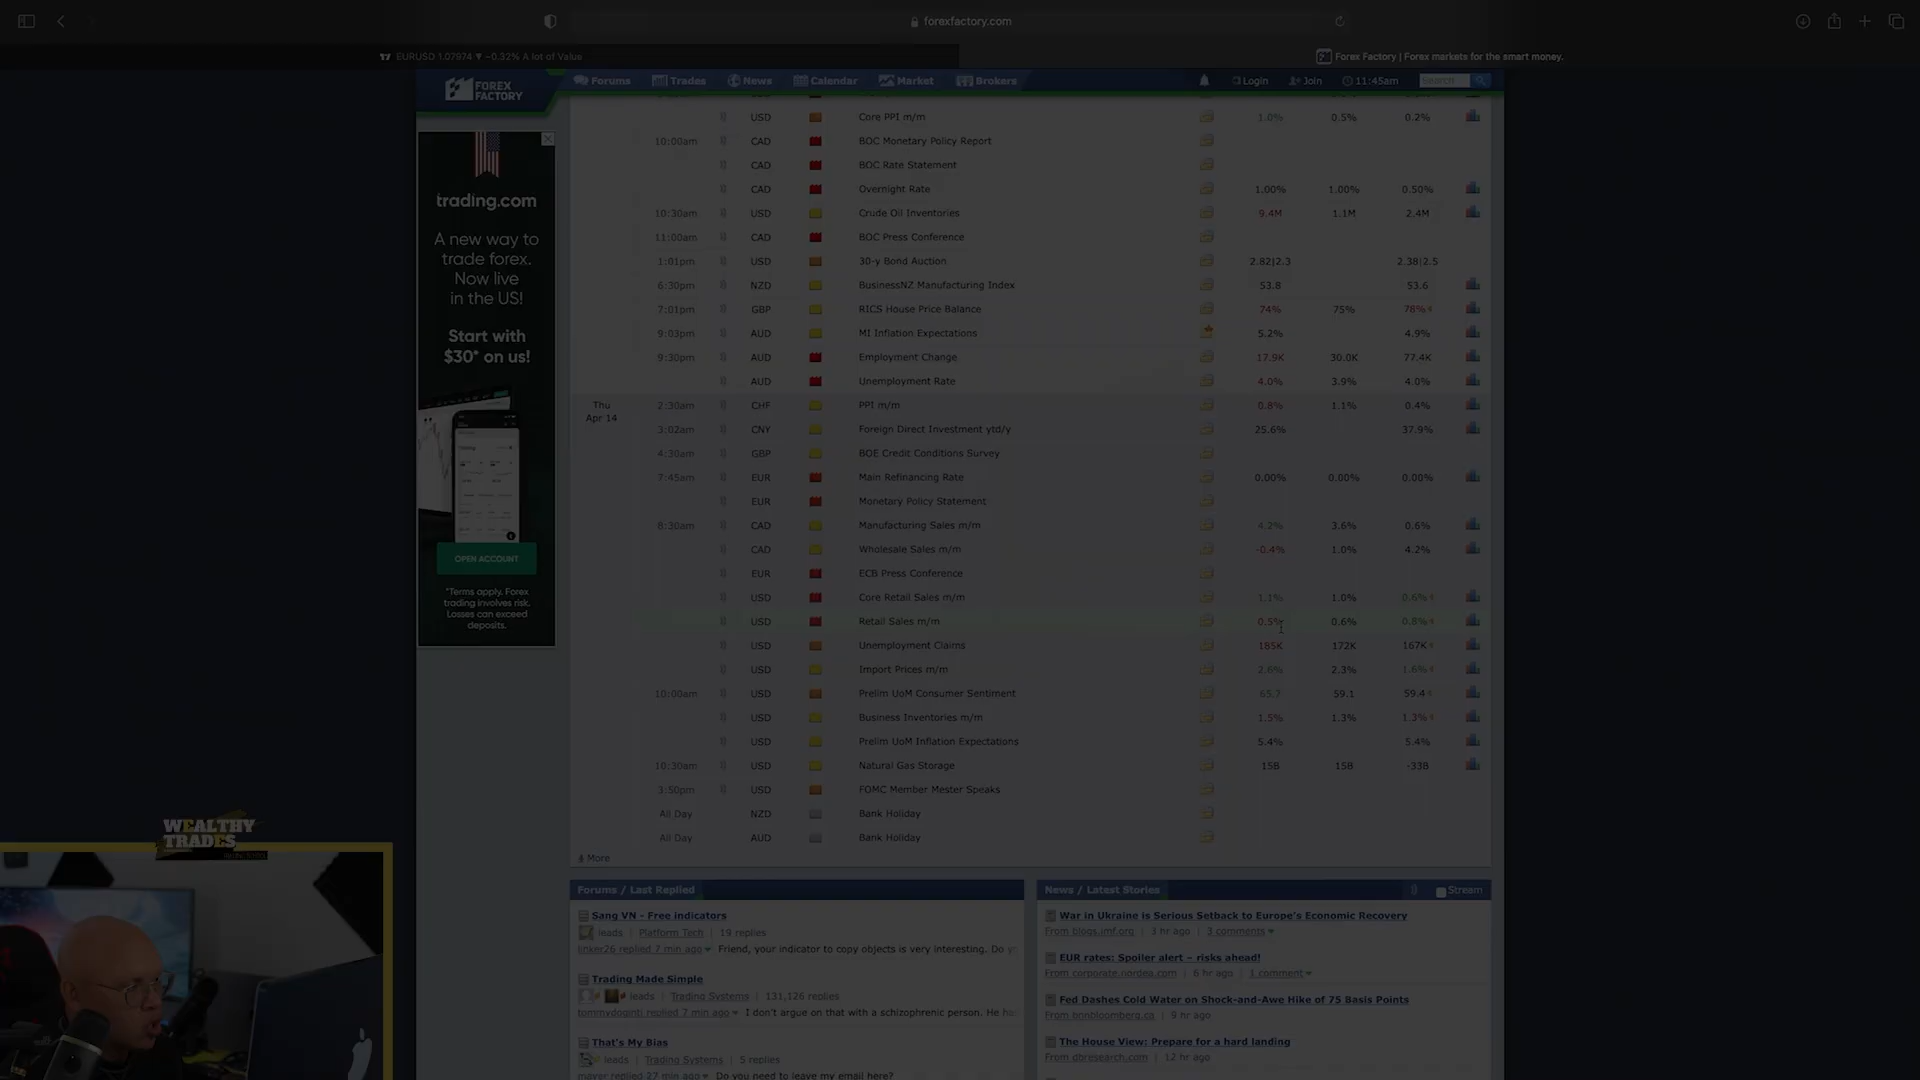 forexfactory.com
EURUSD 1.07974 ▼ −0.32% A lot of Value
Forex Factory | Forex markets for the smart money.
FOREX FACTORY
Forums Trades News Calendar Market Brokers Login Join 11:45am Search
USD Core PPI m/m 1.0% 0.5% 0.2%
10:00am CAD BOC Monetary Policy Report
CAD BOC Rate Statement
CAD Overnight Rate 1.00% 1.00% 0.50%
10:30am USD Crude Oil Inventories 9.4M 1.1M 2.4M
11:00am CAD BOC Press Conference
1:01pm USD 30-y Bond Auction 2.82|2.3 2.38|2.5
6:30pm NZD BusinessNZ Manufacturing Index 53.8 53.6
7:01pm GBP RICS House Price Balance 74% 75% 78%
9:03pm AUD MI Inflation Expectations 5.2% 4.9%
9:30pm AUD Employment Change 17.9K 30.0K 77.4K
AUD Unemployment Rate 4.0% 3.9% 4.0%
Thu Apr 14 2:30am CHF PPI m/m 0.8% 1.1% 0.4%
3:02am CNY Foreign Direct Investment ytd/y 25.6% 37.9%
4:30am GBP BOE Credit Conditions Survey
7:45am EUR Main Refinancing Rate 0.00% 0.00% 0.00%
EUR Monetary Policy Statement
8:30am CAD Manufacturing Sales m/m 4.2% 3.6% 0.6%
CAD Wholesale Sales m/m -0.4% 1.0% 4.2%
EUR ECB Press Conference
USD Core Retail Sales m/m 1.1% 1.0% 0.6%
USD Retail Sales m/m 0.5% 0.6% 0.8%
USD Unemployment Claims 185K 172K 167K
USD Import Prices m/m 2.6% 2.3% 1.6%
10:00am USD Prelim UoM Consumer Sentiment 65.7 59.1 59.4
USD Business Inventories m/m 1.5% 1.3% 1.3%
USD Prelim UoM Inflation Expectations 5.4% 5.4%
10:30am USD Natural Gas Storage 15B 15B -33B
3:50pm USD FOMC Member Mester Speaks
All Day NZD Bank Holiday
All Day AUD Bank Holiday
More
trading.com
A new way to
trade forex.
Now live
in the US!
Start with
$30* on us!
OPEN ACCOUNT
*Terms apply. Forex
trading involves risk.
Losses can exceed
deposits.
WEALTHY
TRADES
Forums / Last Replied
Sang VN - Free indicators
leads | Platform Tech | 19 replies
linker26 replied 7 min ago Friend, your indicator to copy objects is very interesting. Do
Trading Made Simple
leads | Trading Systems | 131,126 replies
tommydoginti replied 7 min ago I don't argue on that with a schizophrenic person. He
That's My Bias
leads | Trading Systems | 5 replies
mayer replied 27 min ago Do you need to leave my email here?
News / Latest Stories Stream
War in Ukraine is Serious Setback to Europe's Economic Recovery
From blogs.imf.org | 3 hr ago | 3 comments
EUR rates: Spoiler alert – risks ahead!
From corporate.nordea.com | 6 hr ago | 1 comment
Fed Dashes Cold Water on Shock-and-Awe Hike of 75 Basis Points
From bnnbloomberg.ca | 9 hr ago
The House View: Prepare for a hard landing
From dbresearch.com | 12 hr ago